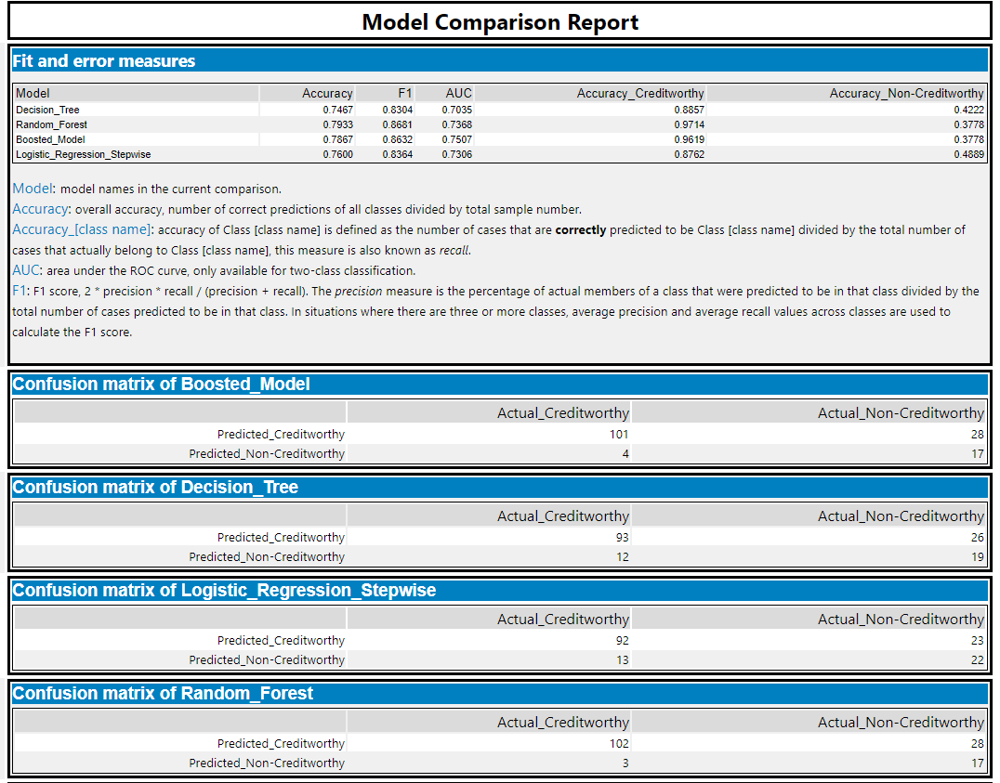 Model Comparison Report
Fit and error measures
Model Accuracy F1 AUC Accuracy_Creditworthy Accuracy_Non-Creditworthy
Decision_Tree 0.7467 0.8304 0.7035 0.8857 0.4222
Random_Forest 0.7933 0.8681 0.7368 0.9714 0.3778
Boosted_Model 0.7867 0.8632 0.7507 0.9619 0.3778
Logistic_Regression_Stepwise 0.7600 0.8364 0.7306 0.8762 0.4889
Model: model names in the current comparison.
Accuracy: overall accuracy, number of correct predictions of all classes divided by total sample number.
Accuracy_[class name]: accuracy of Class [class name] is defined as the number of cases that are correctly predicted to be Class [class name] divided by the total number of
cases that actually belong to Class [class name], this measure is also known as recall.
AUC: area under the ROC curve, only available for two-class classification.
F1: F1 score, 2 * precision * recall / (precision + recall). The precision measure is the percentage of actual members of a class that were predicted to be in that class divided by the
total number of cases predicted to be in that class. In situations where there are three or more classes, average precision and average recall values across classes are used to
calculate the F1 score.
Confusion matrix of Boosted_Model
Actual_Creditworthy Actual_Non-Creditworthy
Predicted_Creditworthy 101 28
Predicted_Non-Creditworthy 4 17
Confusion matrix of Decision_Tree
Actual_Creditworthy Actual_Non-Creditworthy
Predicted_Creditworthy 93 26
Predicted_Non-Creditworthy 12 19
Confusion matrix of Logistic_Regression_Stepwise
Actual_Creditworthy Actual_Non-Creditworthy
Predicted_Creditworthy 92 23
Predicted_Non-Creditworthy 13 22
Confusion matrix of Random_Forest
Actual_Creditworthy Actual_Non-Creditworthy
Predicted_Creditworthy 102 28
Predicted_Non-Creditworthy 3 17